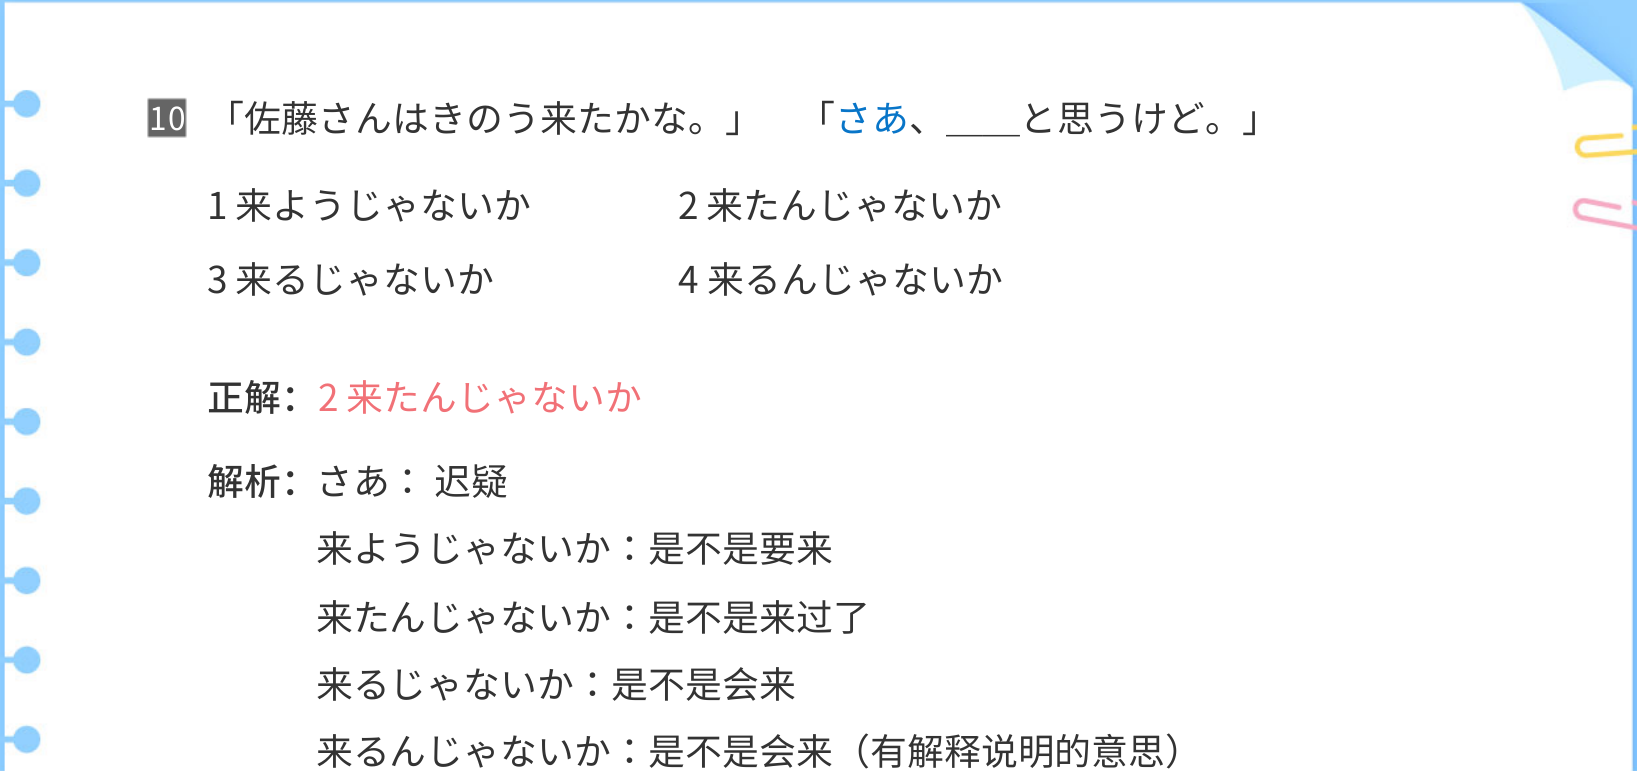 10 「佐藤さんはきのう来たかな。」 「さあ、____と思うけど。」
1 来ようじゃないか 2 来たんじゃないか
3 来るじゃないか 4 来るんじゃないか
正解：2 来たんじゃないか
解析：さあ： 迟疑
来ようじゃないか：是不是要来
来たんじゃないか：是不是来过了
来るじゃないか：是不是会来
来るんじゃないか：是不是会来（有解释说明的意思）